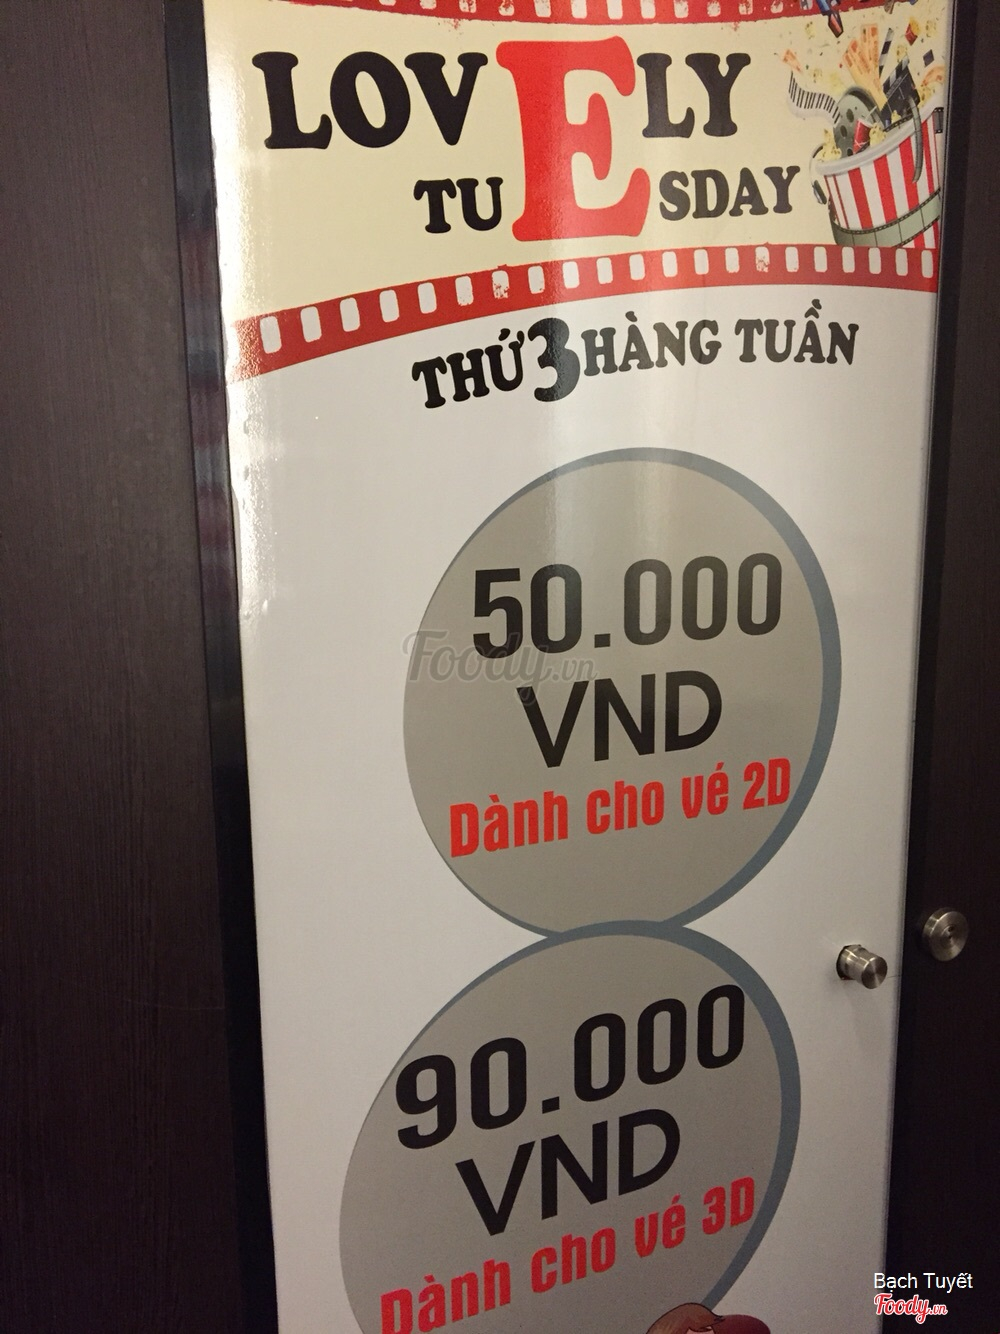 LOVELY
TUESDAY
THỨ 3 HÀNG TUẦN
50.000
VND
Dành cho vé 2D
Foody.vn
90.000
VND
Dành cho vé 3D
Bạch Tuyết
Foody.vn